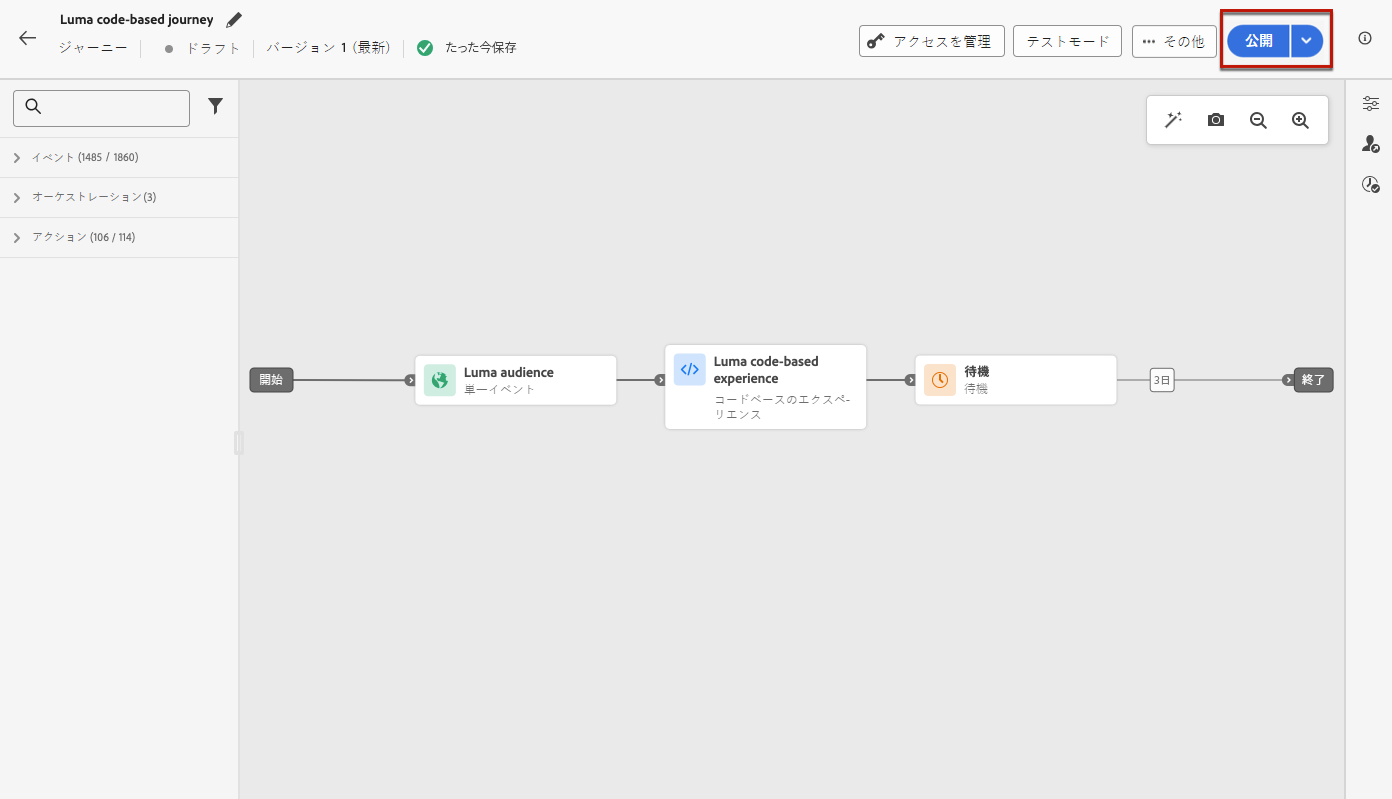 Luma code-based journey
ジャーニー
ドラフト
バージョン 1 (最新)
たった今保存
アクセスを管理
テストモード
その他
公開
イベント (1485 / 1860)
オーケストレーション(3)
アクション (106 / 114)
開始
Luma audience
単一イベント
Luma code-based
experience
コードベースのエクスペ-
リエンス
待機
待機
3日
終了